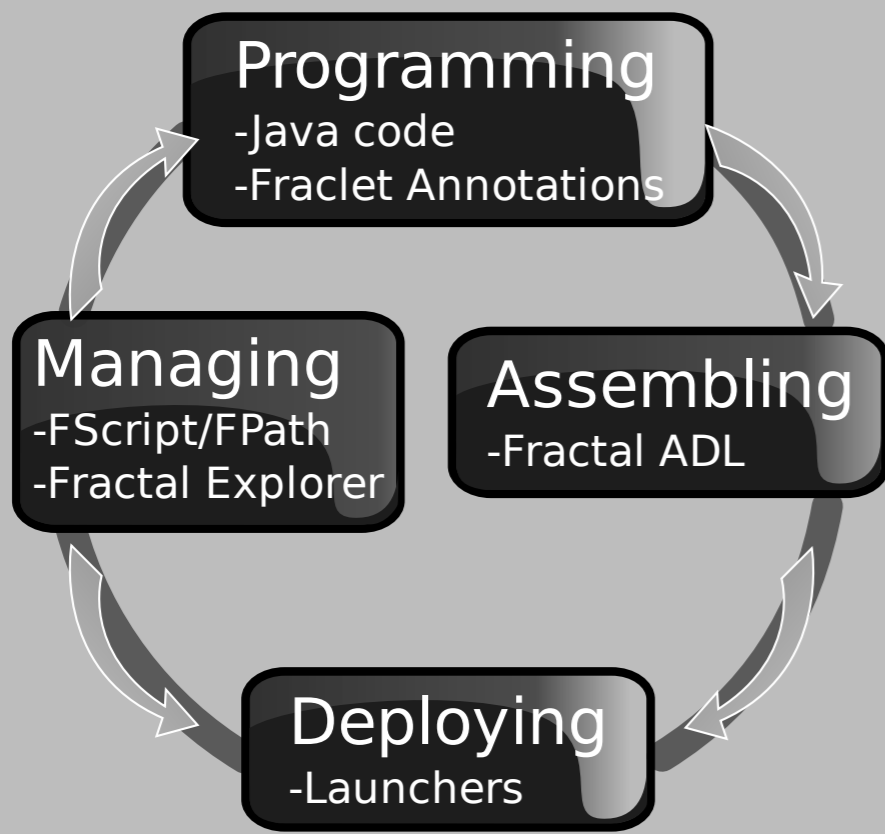 Programming
-Java code
-Fraclet Annotations
Managing
-FScript/FPath
-Fractal Explorer
Assembling
-Fractal ADL
Deploying
-Launchers